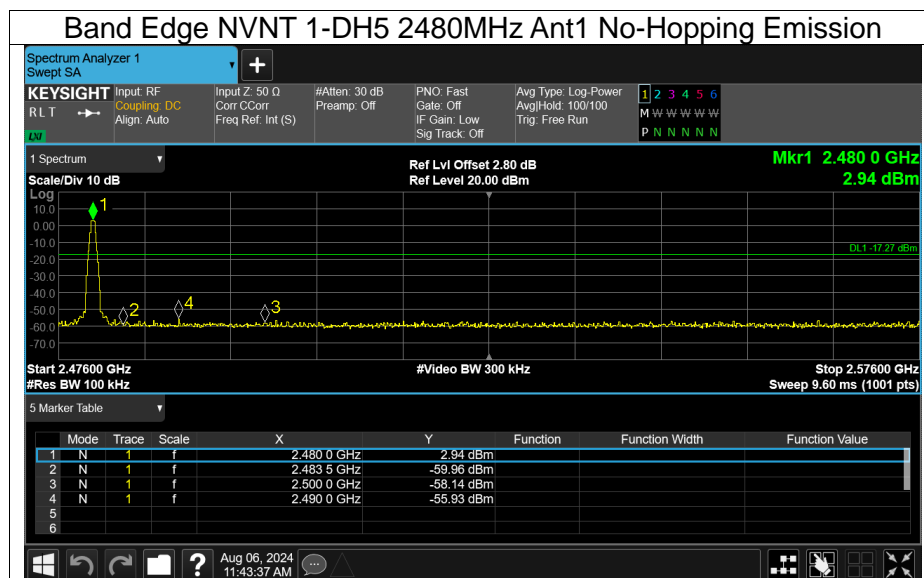 Band Edge NVNT 1-DH5 2480MHz Ant1 No-Hopping Emission
Spectrum Analyzer 1
Swept SA
+
KEYSIGHT Input: RF Input Z: 50 Ω #Atten: 30 dB PNO: Fast Avg Type: Log-Power 1 2 3 4 5 6
RLT Coupling: DC Corr CCorr Preamp: Off Gate: Off Avg|Hold: 100/100 M W W W W W
Align: Auto Freq Ref: Int (S) IF Gain: Low Trig: Free Run
LXI Sig Track: Off P N N N N N
1 Spectrum Ref Lvl Offset 2.80 dB Mkr1 2.480 0 GHz
Scale/Div 10 dB Ref Level 20.00 dBm 2.94 dBm
Log
10.0
1
0.00
-10.0
DL1 -17.27 dBm
-20.0
-30.0
-40.0
-50.0
2 4 3
-60.0
-70.0
Start 2.47600 GHz #Video BW 300 kHz Stop 2.57600 GHz
#Res BW 100 kHz Sweep 9.60 ms (1001 pts)
5 Marker Table
Mode Trace Scale X Y Function Function Width Function Value
1 N 1 f 2.480 0 GHz 2.94 dBm
2 N 1 f 2.483 5 GHz -59.96 dBm
3 N 1 f 2.500 0 GHz -58.14 dBm
4 N 1 f 2.490 0 GHz -55.93 dBm
5
6
? Aug 06, 2024
11:43:37 AM